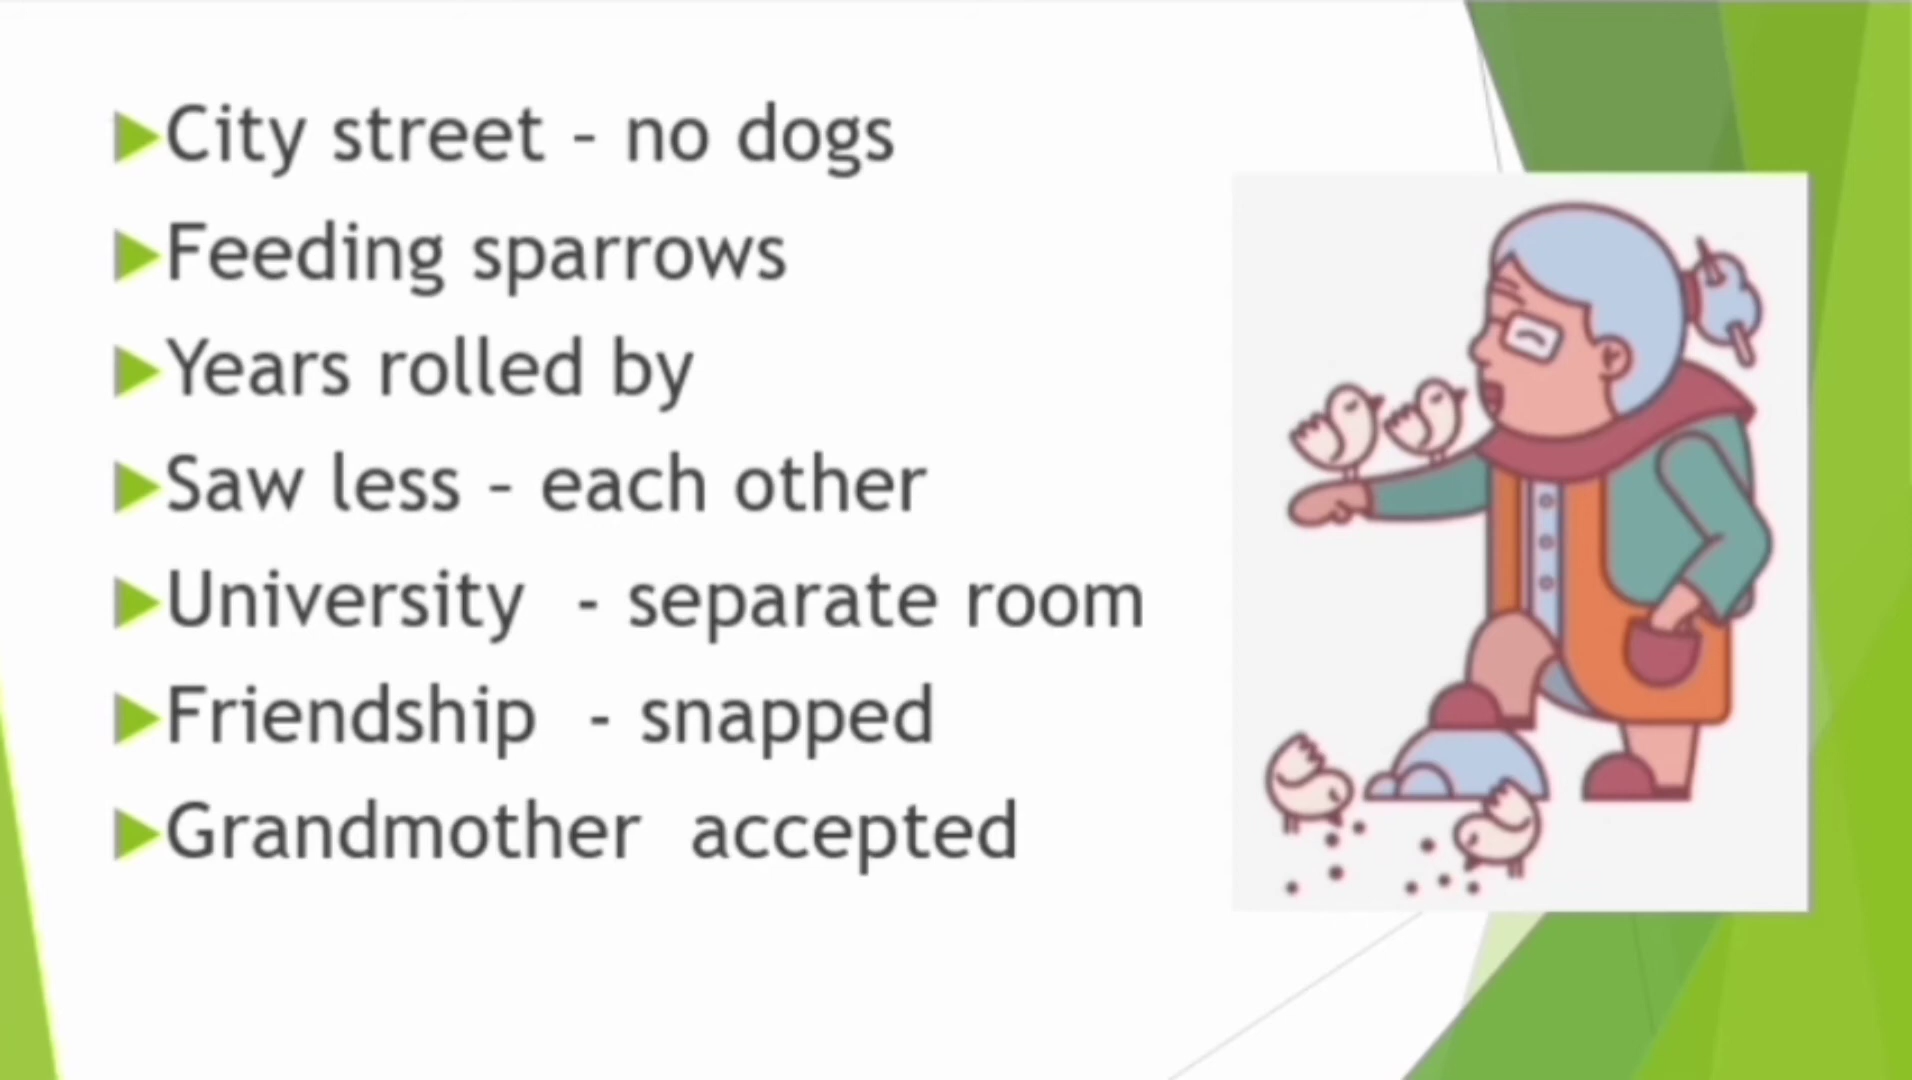 City street – no dogs
Feeding sparrows
Years rolled by
Saw less – each other
University - separate room
Friendship - snapped
Grandmother accepted